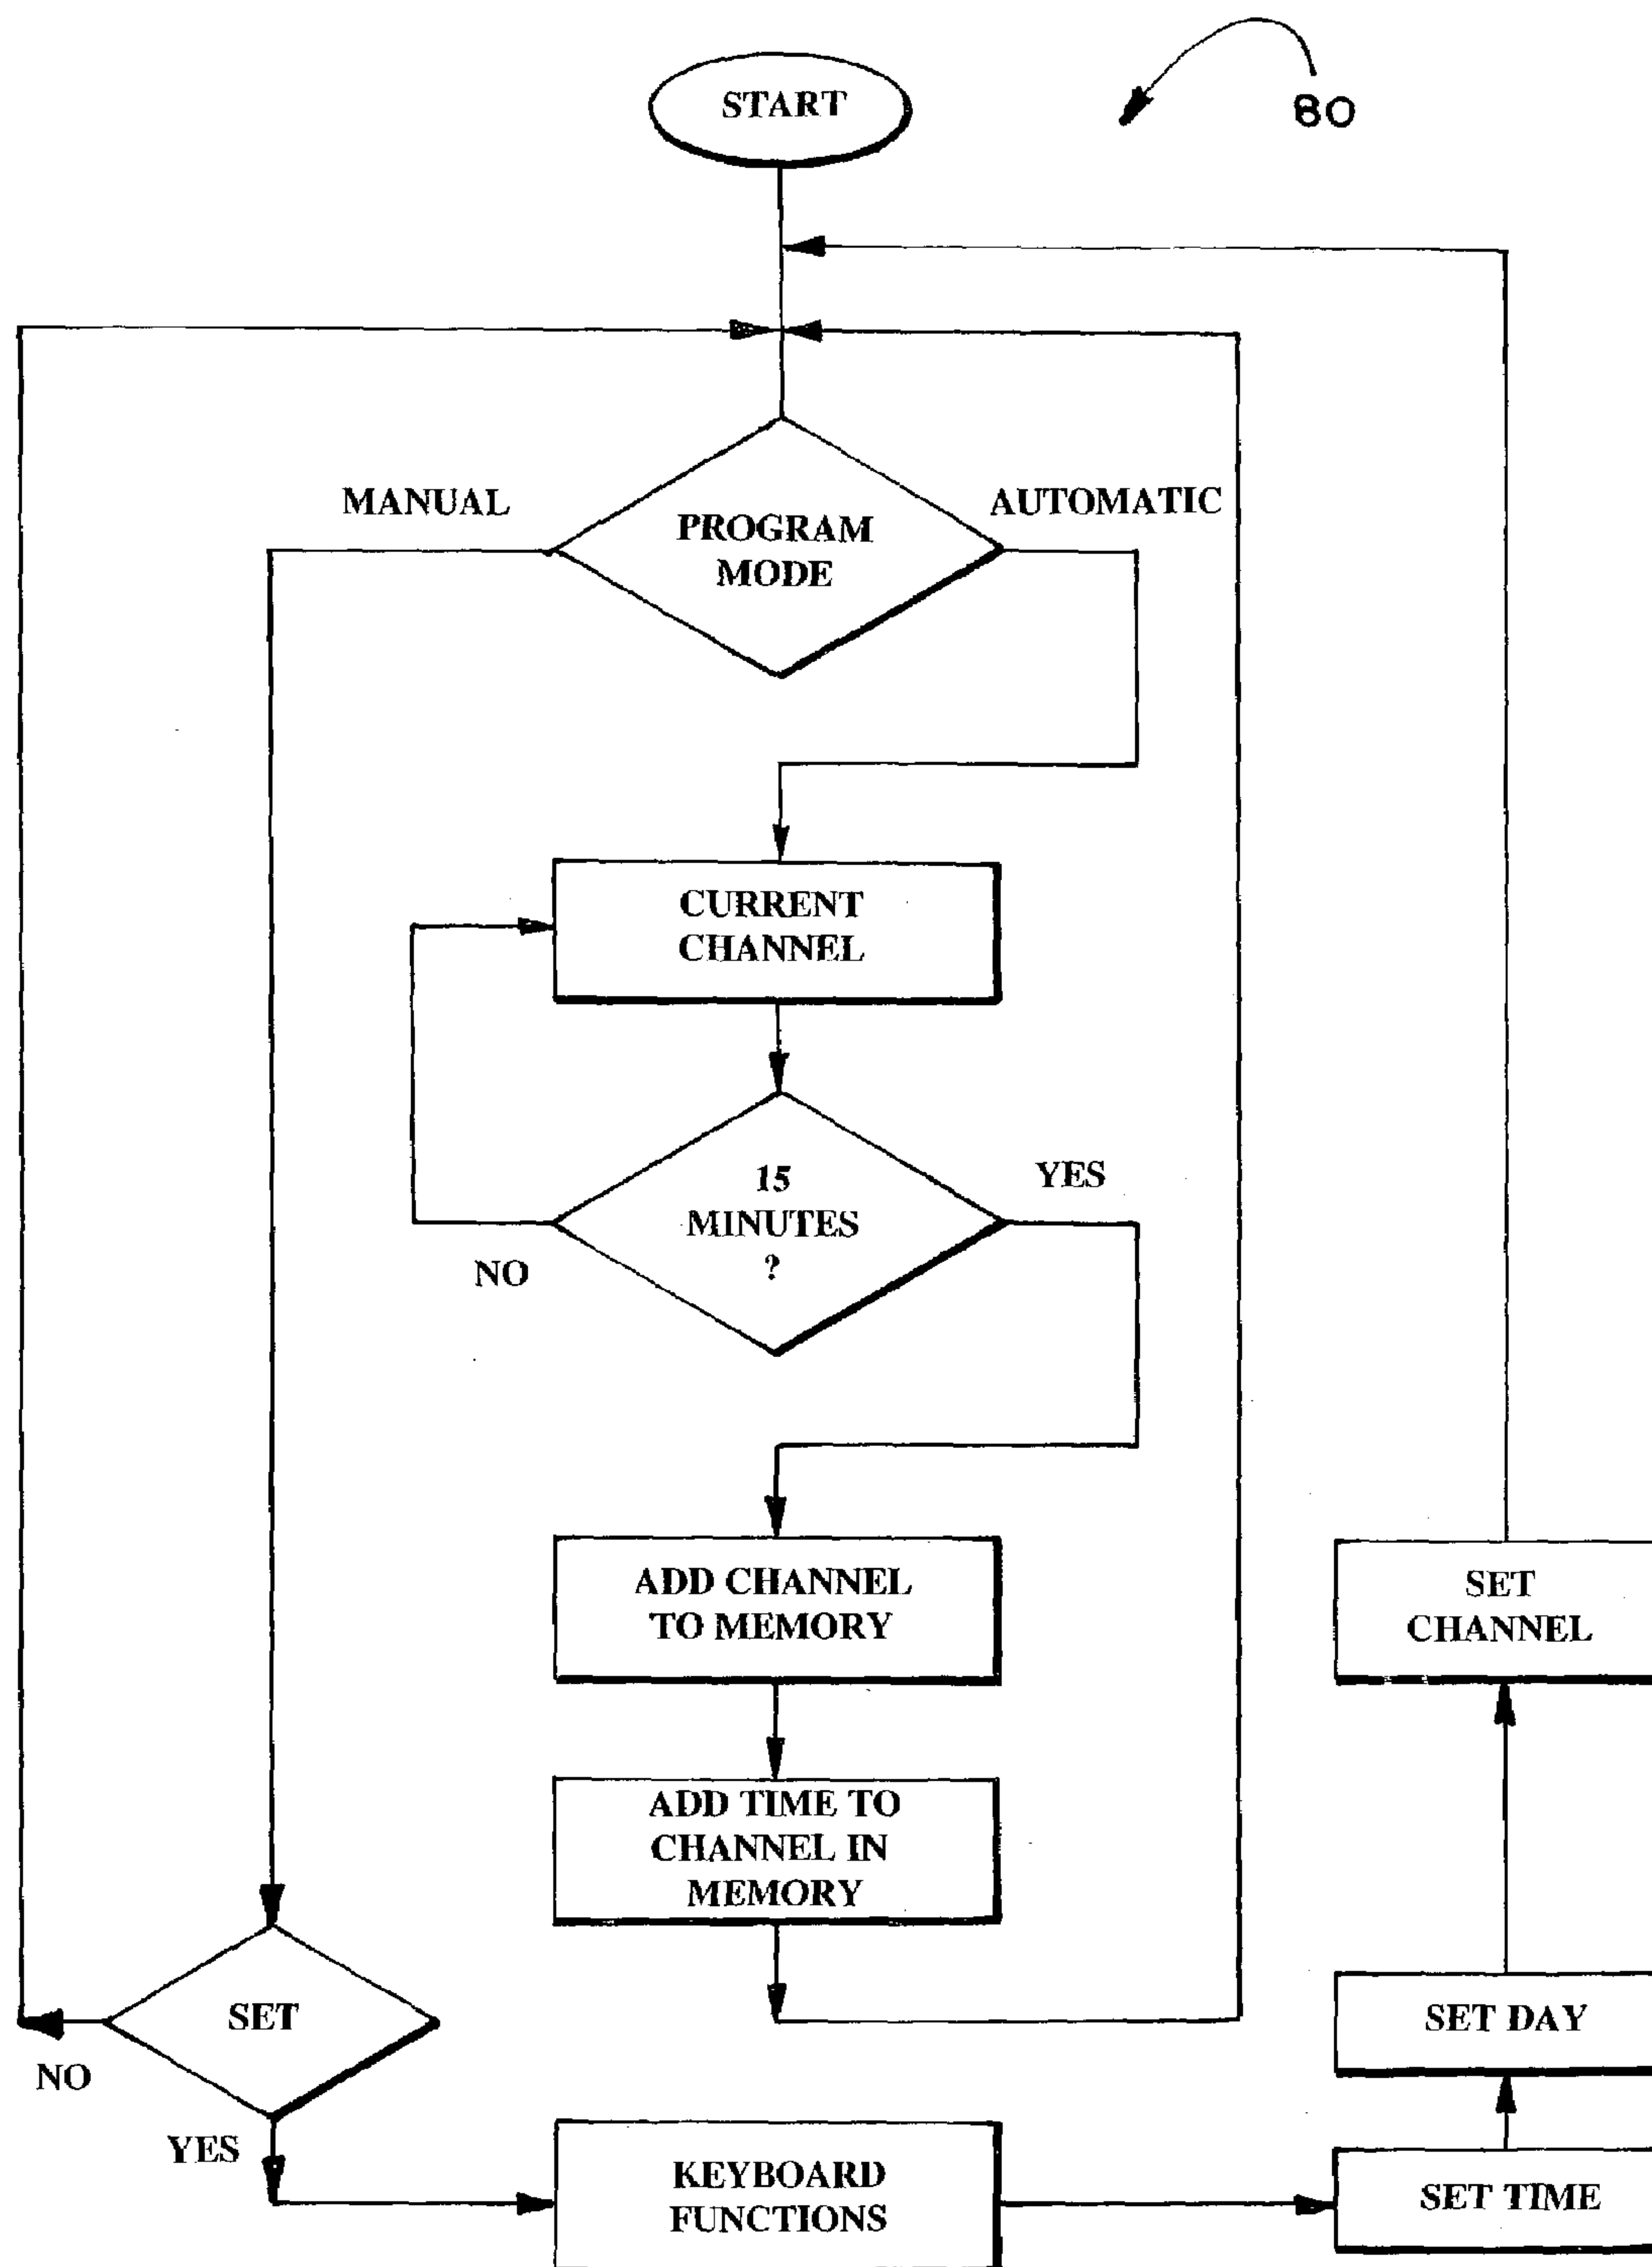 START
80
MANUAL
AUTOMATIC
PROGRAM
MODE
CURRENT
CHANNEL
15
MINUTES
?
YES
NO
ADD CHANNEL
TO MEMORY
SET
CHANNEL
ADD TIME TO
CHANNEL IN
MEMORY
SET
NO
YES
SET DAY
KEYBOARD
FUNCTIONS
SET TIME